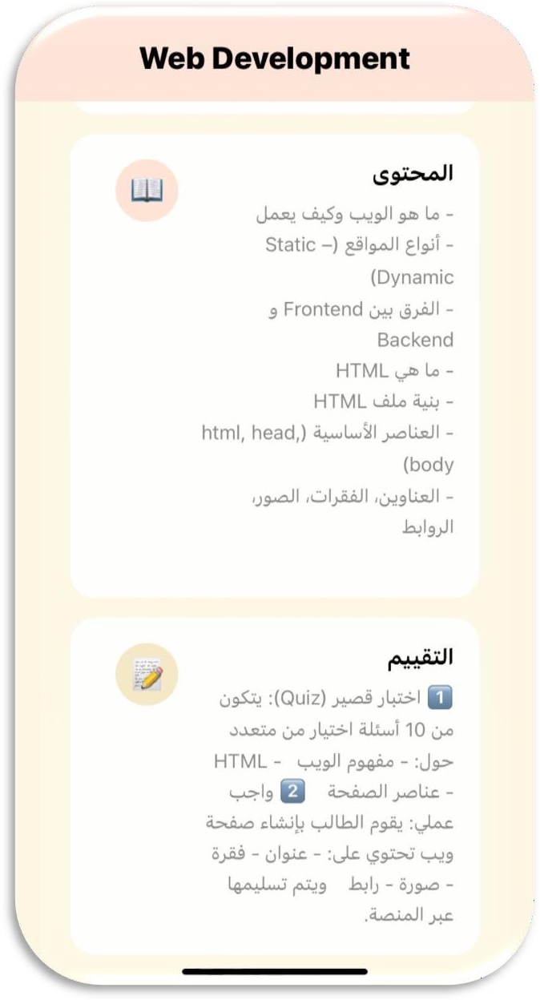 Web Development
المحتوى
- ما هو الويب وكيف يعمل
- أنواع المواقع (Static –
Dynamic)
- الفرق بين Frontend و
Backend
- ما هي HTML
- بنية ملف HTML
- العناصر الأساسية (html, head,
body)
- العناوين، الفقرات، الصور،
الروابط
التقييم
1️⃣ اختبار قصير (Quiz): يتكون
من 10 أسئلة اختيار من متعدد
حول: - مفهوم الويب - HTML
- عناصر الصفحة 2️⃣ واجب
عملي: يقوم الطالب بإنشاء صفحة
ويب تحتوي على: - عنوان - فقرة
- صورة - رابط ويتم تسليمها
عبر المنصة.